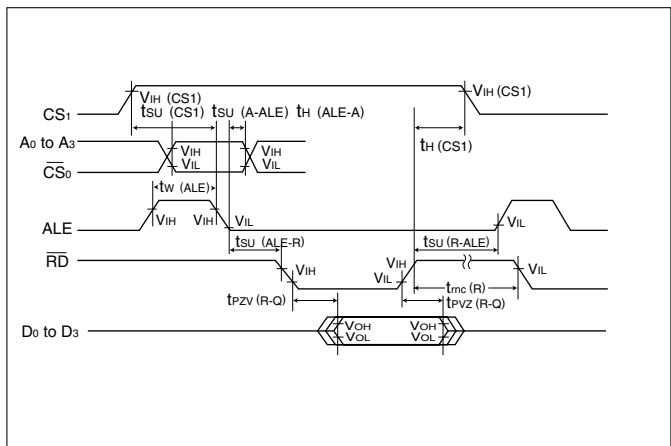 VIH (CS1)
VIH (CS1)
CS1
tSU (CS1) tSU (A-ALE) tH (ALE-A)
A0 to A3
VIH
VIL
tH (CS1)
CS0
tW (ALE)
ALE
VIH
VIH
VIL
VIL
tSU (ALE-R)
tSU (R-ALE)
RD
VIH
VIH
VIL
VIL
tPZV (R-Q)
trnc (R)
tPVZ (R-Q)
D0 to D3
VOH
VOH
VOL
VOL